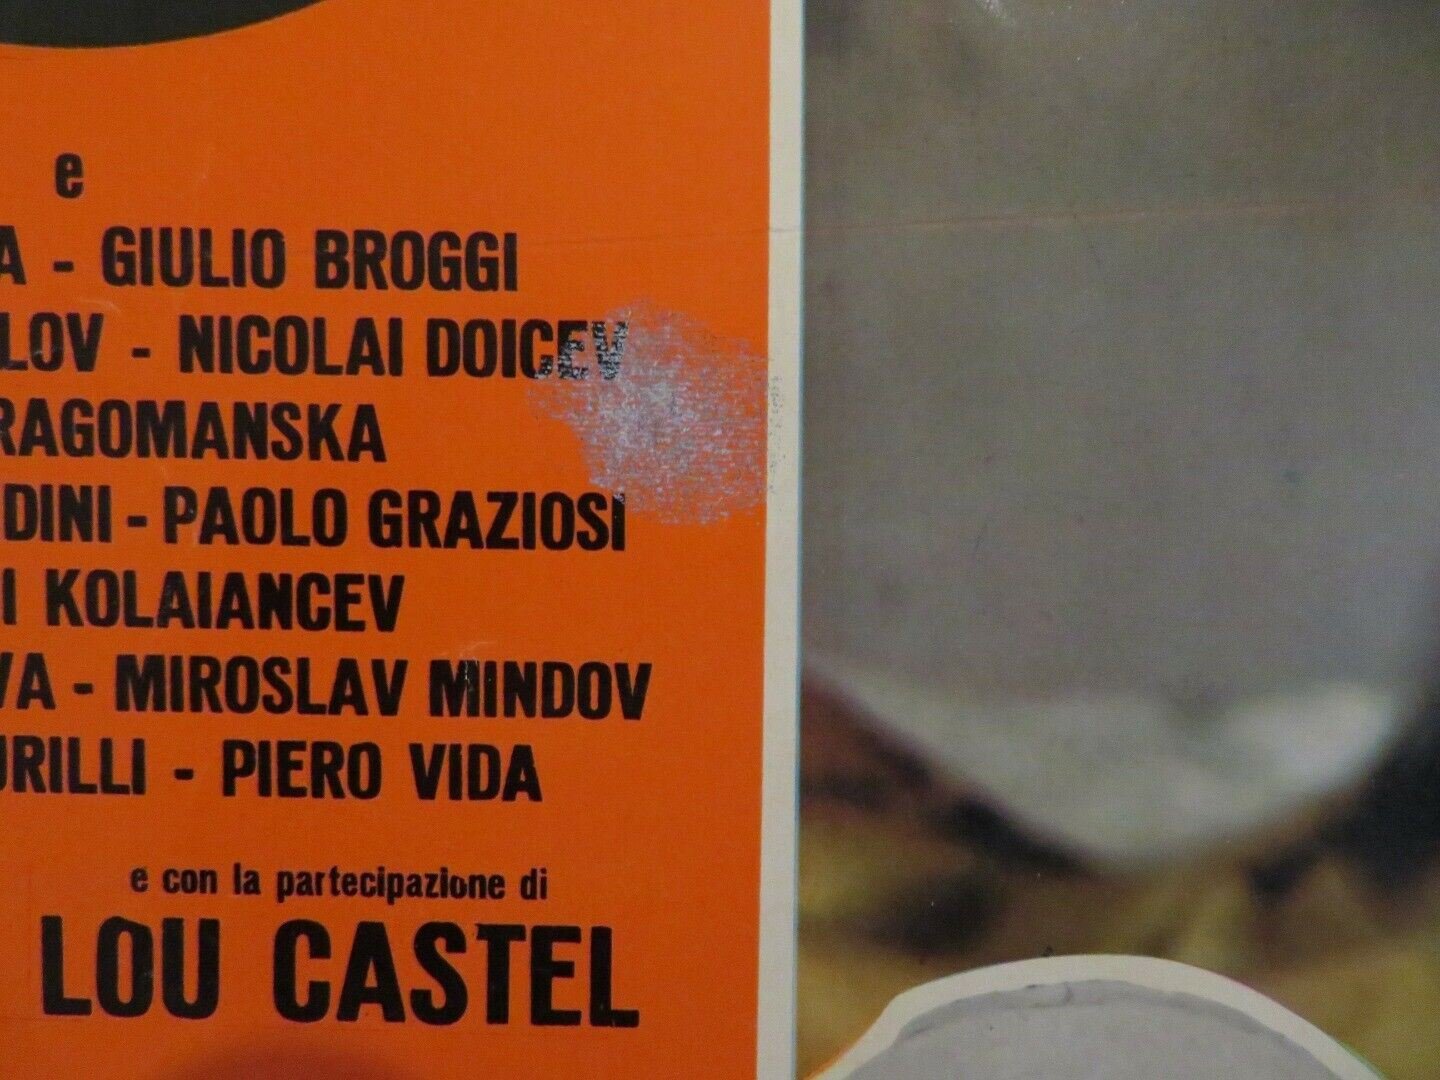 e
A - GIULIO BROGGI
LOV - NICOLAI DOICEV
RAGOMANSKA
DINI - PAOLO GRAZIOSI
I KOLAIANCEV
VA - MIROSLAV MINDOV
URILLI - PIERO VIDA
e con la partecipazione di
LOU CASTEL